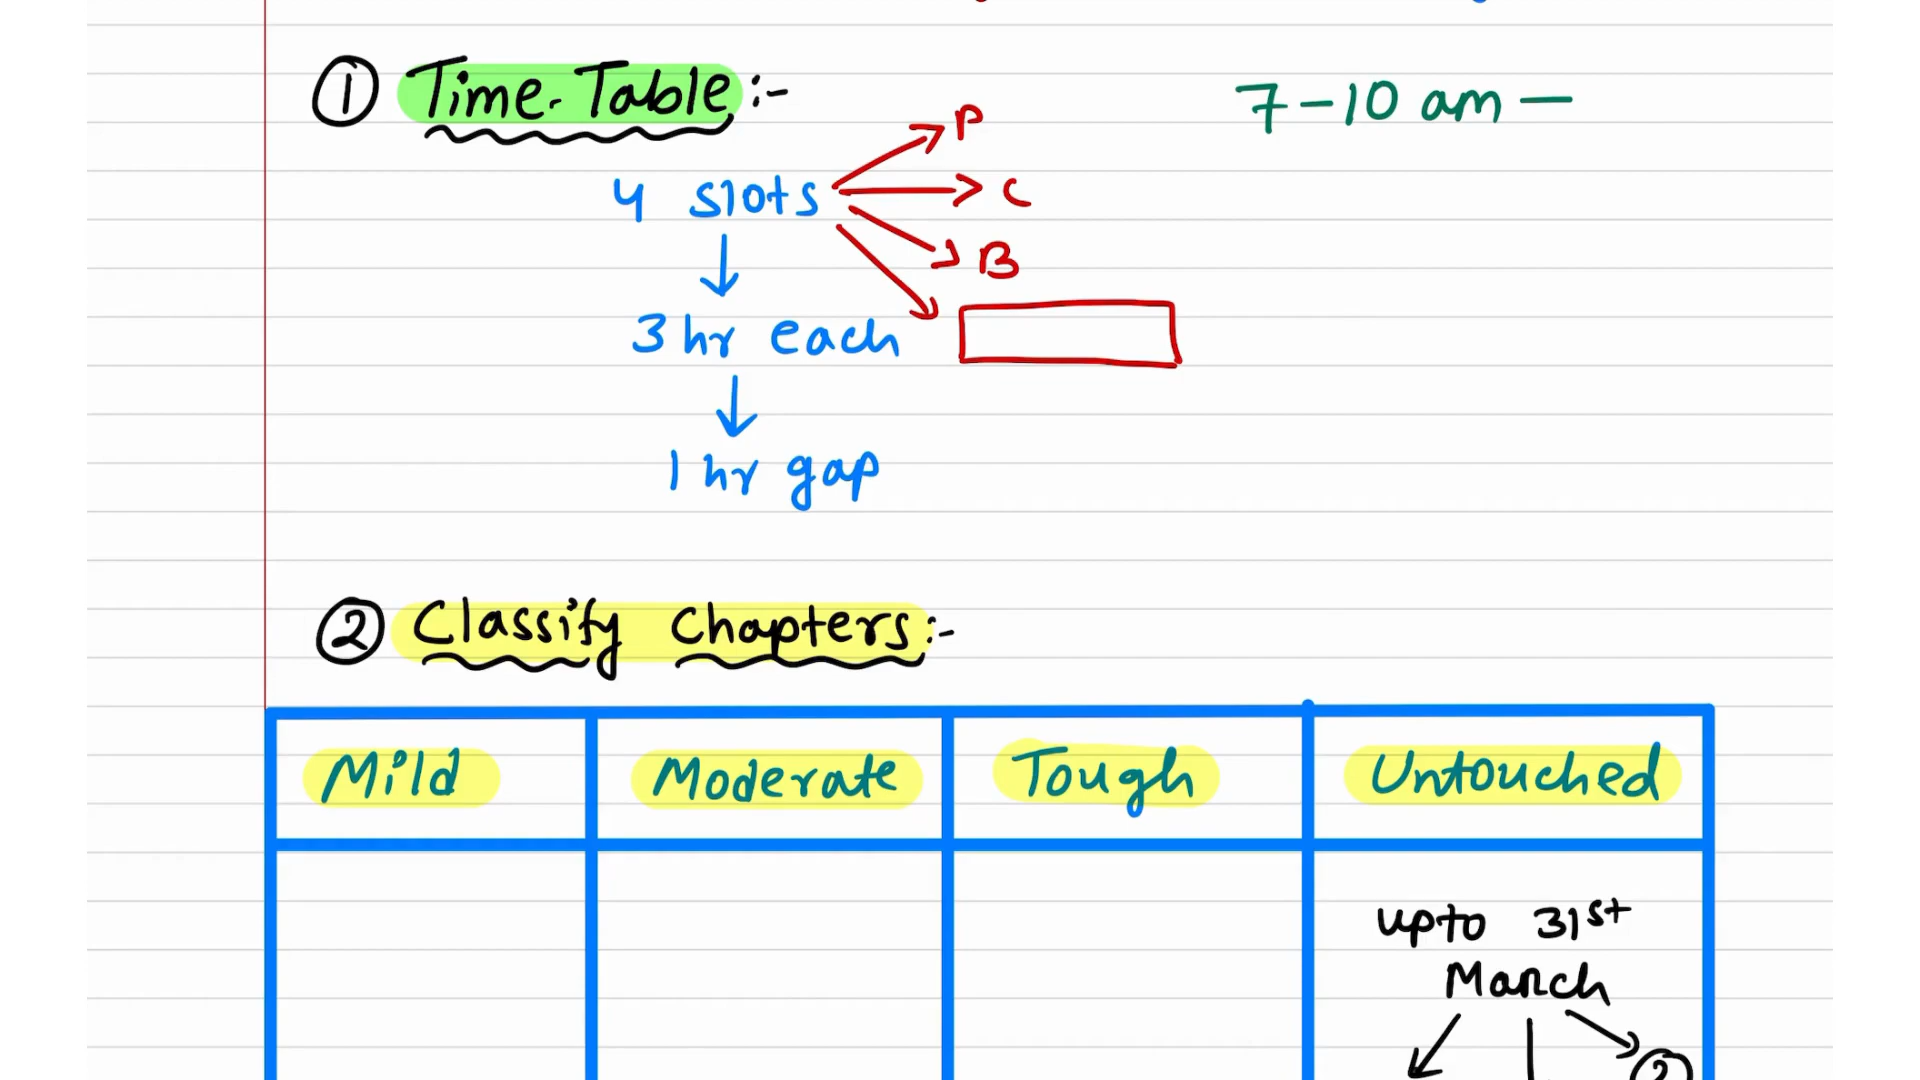 ① Time-Table:-
7-10 am —
P
4 slots
C
B
3 hr each
1 hr gap
② Classify Chapters:-
Mild Moderate Tough Untouched
upto 31st
March
2